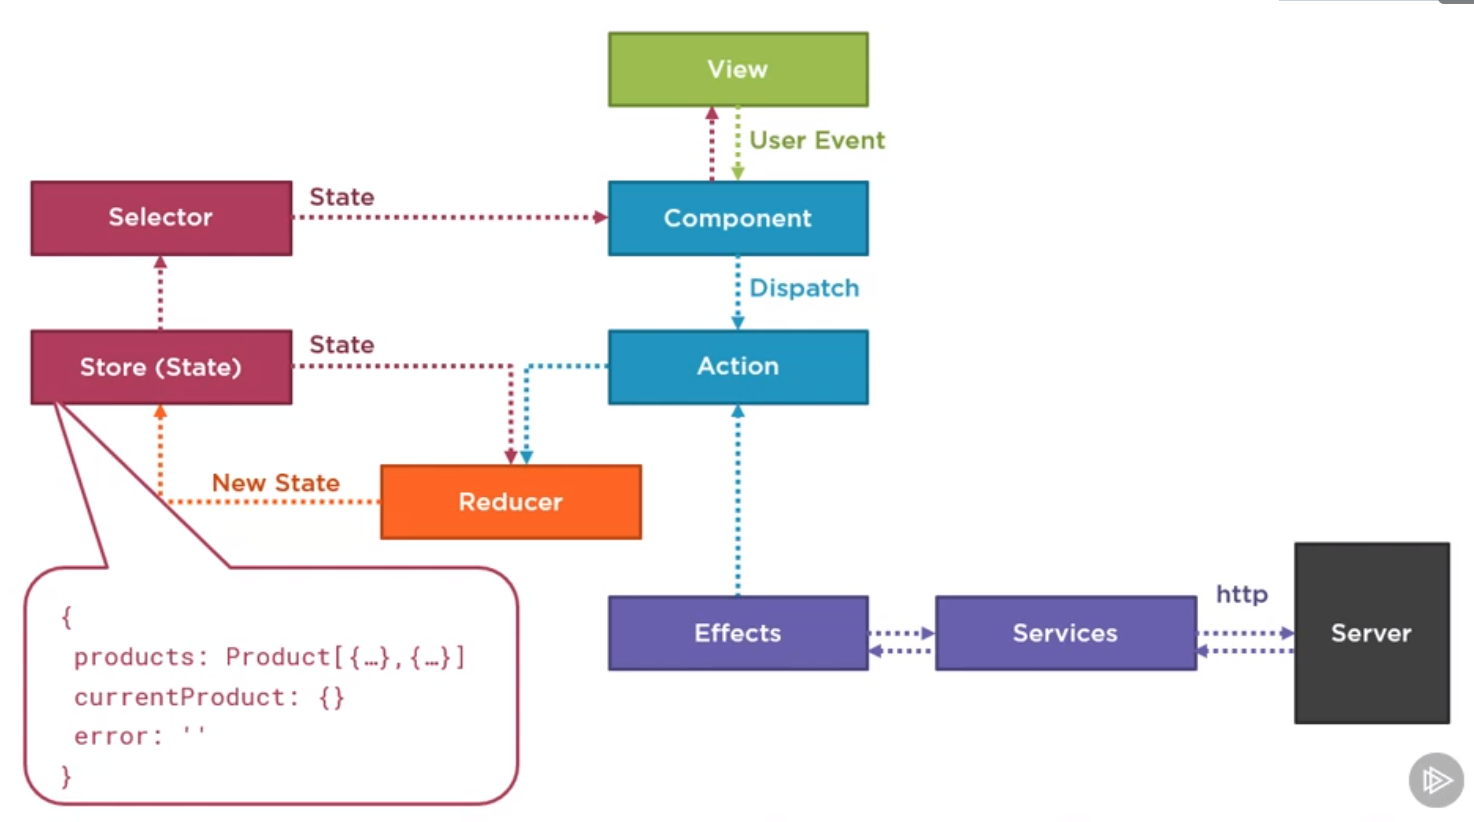 View
User Event
Selector
State
Component
Dispatch
Store (State)
State
Action
New State
Reducer
http
Effects
Services
Server
{
products: Product[{…},{…}]
currentProduct: {}
error: ''
}